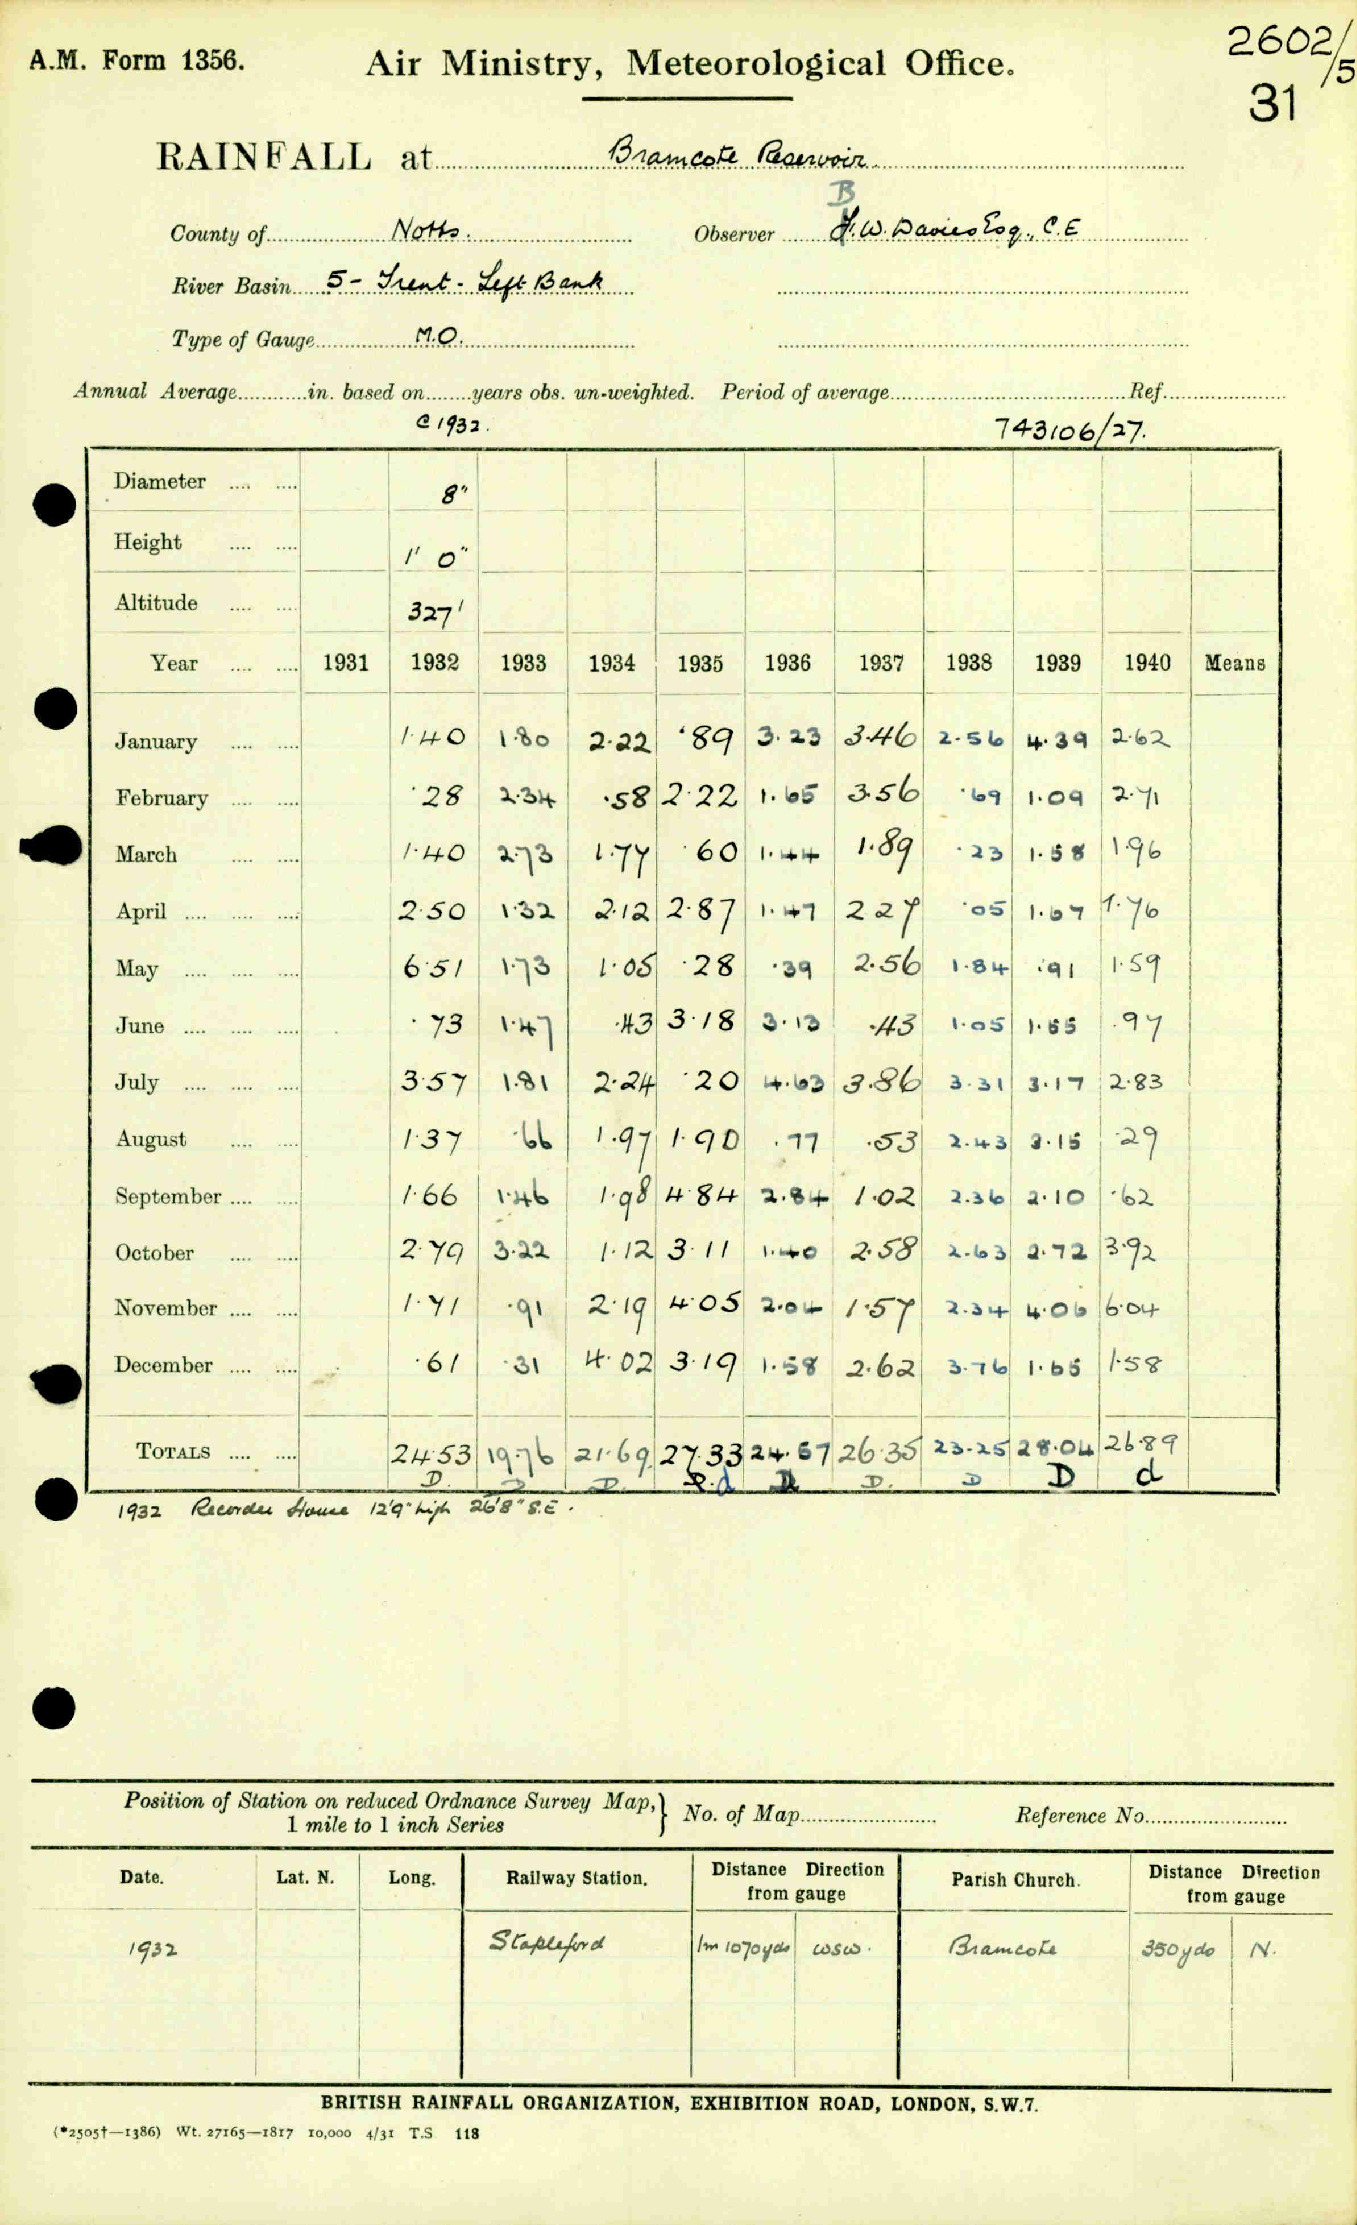 A.M. Form 1356.
Air Ministry, Meteorological Office.
2602/5
31
RAINFALL at Bramcote Reservoir
B
County of Notts. Observer F.W. Davies Esq., C.E
River Basin 5 - Trent - Left Bank
Type of Gauge M.O.
Annual Average in. based on years obs. un-weighted. Period of average Ref.
C 1932. 743106/27.
Diameter 8"
Height 1' 0"
Altitude 327'
Year 1931 1932 1933 1934 1935 1936 1937 1938 1939 1940 Means
January 1.40 1.80 2.22 .89 3.23 3.46 2.56 4.39 2.62
February .28 2.34 .58 2.22 1.65 3.56 .69 1.09 2.71
March 1.40 2.73 1.77 .60 1.44 1.89 .23 1.58 1.96
April 2.50 1.32 2.12 2.87 1.47 2.27 .05 1.67 1.76
May 6.51 1.73 1.05 .28 .39 2.56 1.84 .91 1.59
June .73 1.47 .43 3.18 3.13 .43 1.05 1.55 .97
July 3.57 1.81 2.24 .20 4.63 3.86 3.31 3.17 2.83
August 1.37 .66 1.97 1.90 .77 .53 2.43 3.15 .29
September 1.66 1.46 1.98 4.84 2.84 1.02 2.36 2.10 .62
October 2.79 3.22 1.12 3.11 1.40 2.58 2.63 2.72 3.92
November 1.71 .91 2.19 4.05 2.04 1.57 2.34 4.06 6.04
December .61 .31 4.02 3.19 1.58 2.62 3.76 1.65 1.58
TOTALS 24.53 19.76 21.69 27.33 24.57 26.35 23.25 28.04 26.89
D. D D. D. d D D. D D d
1932 Recorder House 12'9" high 26'8" S.E.
Position of Station on reduced Ordnance Survey Map, } No. of Map Reference No.
1 mile to 1 inch Series
Date. Lat. N. Long. Railway Station. Distance Direction from gauge Parish Church. Distance Direction from gauge
1932 Stapleford 1m 1070yds WSW. Bramcote 350yds N.
BRITISH RAINFALL ORGANIZATION, EXHIBITION ROAD, LONDON, S.W.7.
(*2505†—1386) Wt. 27165—1817 10,000 4/31 T.S 118